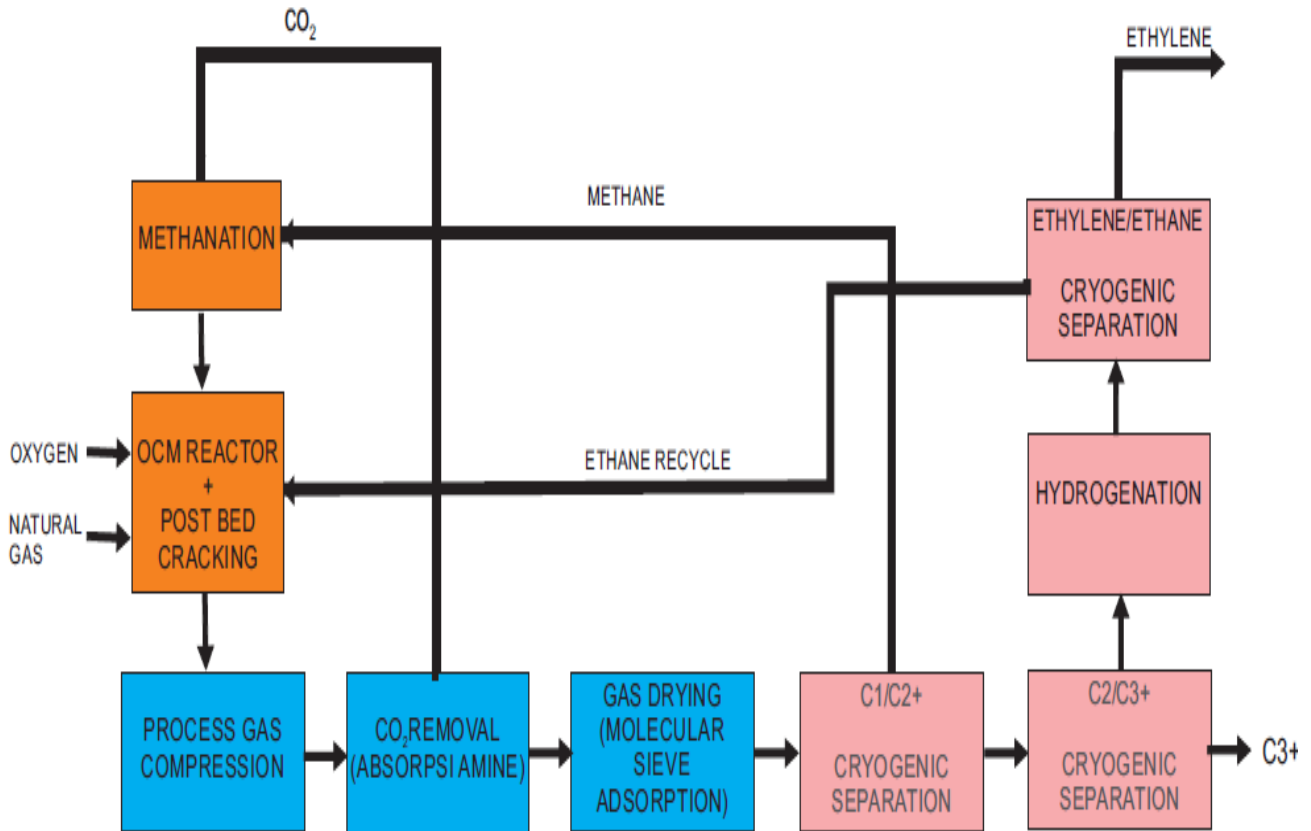 CO₂
ETHYLENE
METHANATION
METHANE
ETHYLENE/ETHANE
CRYOGENIC
SEPARATION
OXYGEN
NATURAL
GAS
OCM REACTOR
+
POST BED
CRACKING
ETHANE RECYCLE
HYDROGENATION
PROCESS GAS
COMPRESSION
CO₂REMOVAL
(ABSORPSI AMINE)
GAS DRYING
(MOLECULAR
SIEVE
ADSORPTION)
C1/C2+
CRYOGENIC
SEPARATION
C2/C3+
CRYOGENIC
SEPARATION
C3+